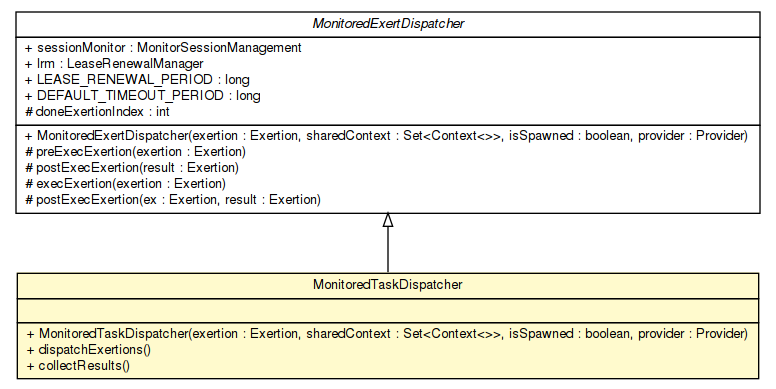 MonitoredExertDispatcher
+ sessionMonitor : MonitorSessionManagement
+ lrm : LeaseRenewalManager
+ LEASE_RENEWAL_PERIOD : long
+ DEFAULT_TIMEOUT_PERIOD : long
# doneExertionIndex : int
+ MonitoredExertDispatcher(exertion : Exertion, sharedContext : Set<Context<>>, isSpawned : boolean, provider : Provider)
# preExecExertion(exertion : Exertion)
# postExecExertion(result : Exertion)
# execExertion(exertion : Exertion)
# postExecExertion(ex : Exertion, result : Exertion)
MonitoredTaskDispatcher
+ MonitoredTaskDispatcher(exertion : Exertion, sharedContext : Set<Context<>>, isSpawned : boolean, provider : Provider)
+ dispatchExertions()
+ collectResults()